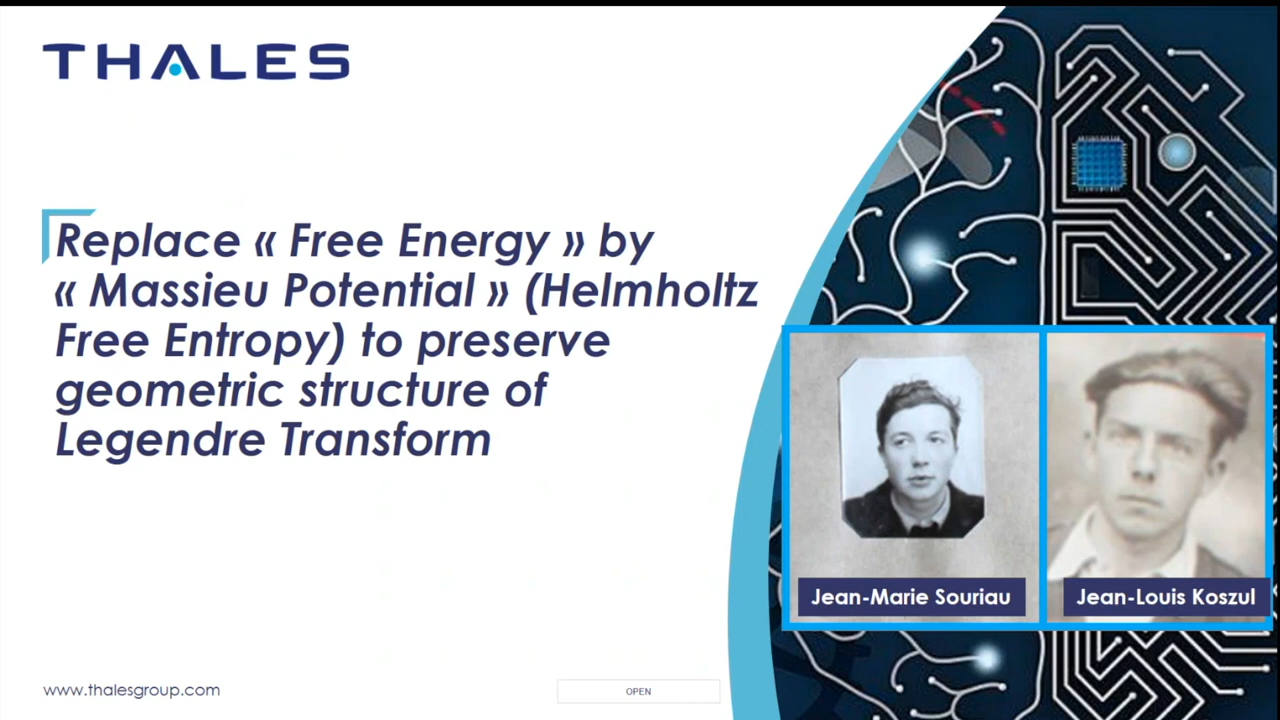 THALES
Replace « Free Energy » by
« Massieu Potential » (Helmholtz
Free Entropy) to preserve
geometric structure of
Legendre Transform
Jean-Marie Souriau
Jean-Louis Koszul
www.thalesgroup.com
OPEN